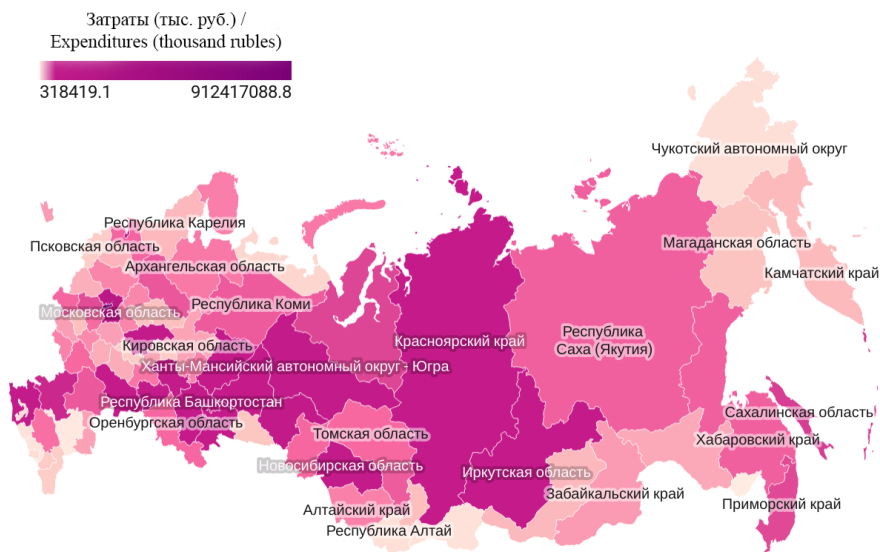 Затраты (тыс. руб.) /
Expenditures (thousand rubles)
318419.1 912417088.8
Чукотский автономный округ
Республика Карелия
Псковская область
Магаданская область
Архангельская область
Камчатский край
Республика Коми
Московская область
Республика
Саха (Якутия)
Красноярский край
Кировская область
Ханты-Мансийский автономный округ - Югра
Республика Башкортостан
Сахалинская область
Оренбургская область
Томская область
Хабаровский край
Новосибирская область
Иркутская область
Забайкальский край
Приморский край
Алтайский край
Республика Алтай